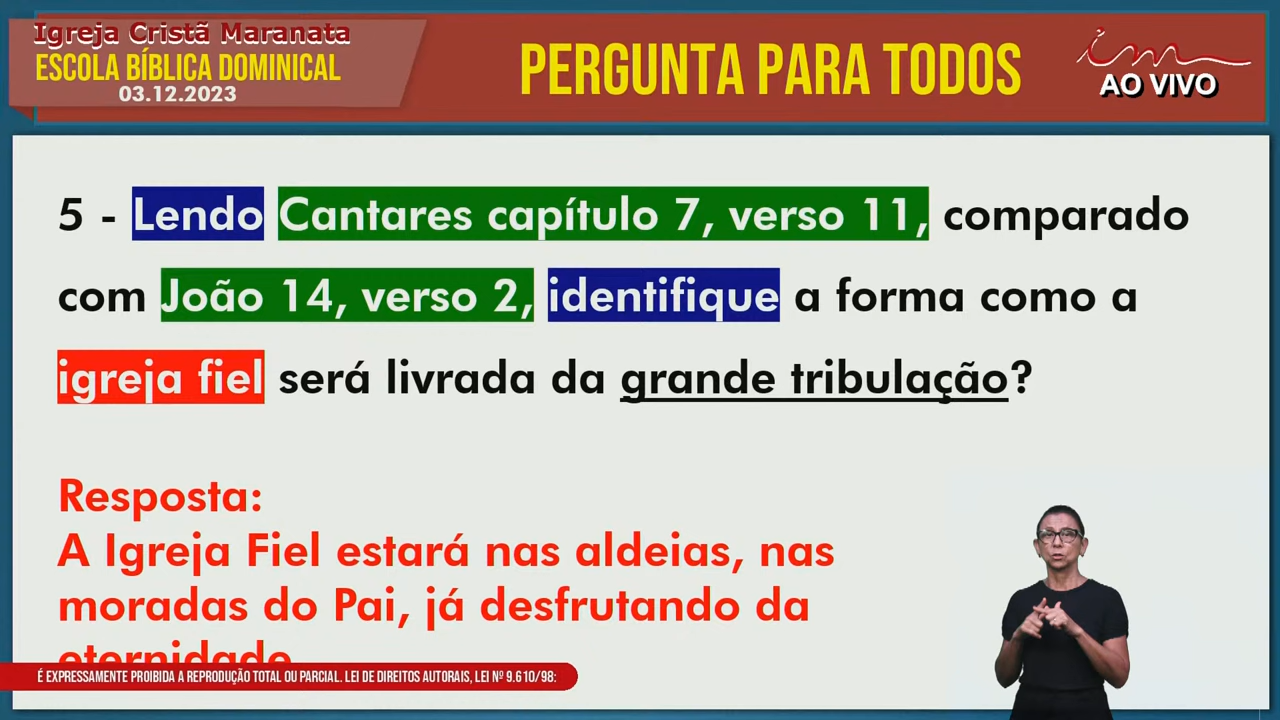 Igreja Cristã Maranata
ESCOLA BÍBLICA DOMINICAL
03.12.2023
PERGUNTA PARA TODOS
im
AO VIVO
5 - Lendo Cantares capítulo 7, verso 11, comparado
com João 14, verso 2, identifique a forma como a
igreja fiel será livrada da grande tribulação?
Resposta:
A Igreja Fiel estará nas aldeias, nas
moradas do Pai, já desfrutando da
eternidade
É EXPRESSAMENTE PROIBIDA A REPRODUÇÃO TOTAL OU PARCIAL. LEI DE DIREITOS AUTORAIS, LEI Nº 9.610/98: